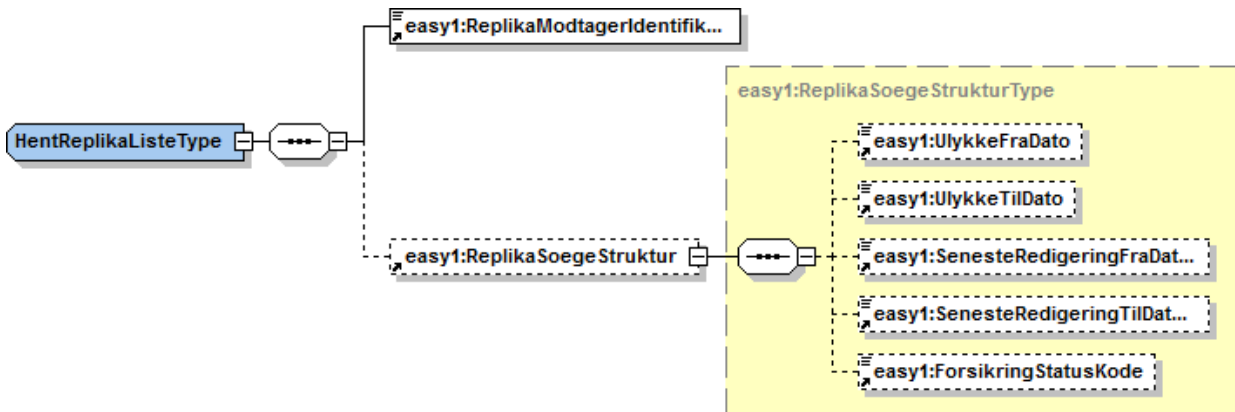 easy1:ReplikaModtagerIdentifik...
easy1:ReplikaSoegeStrukturType
HentReplikaListeType
easy1:UlykkeFraDato
easy1:UlykkeTilDato
easy1:ReplikaSoegeStruktur
easy1:SenesteRedigeringFraDat...
easy1:SenesteRedigeringTilDat...
easy1:ForsikringStatusKode